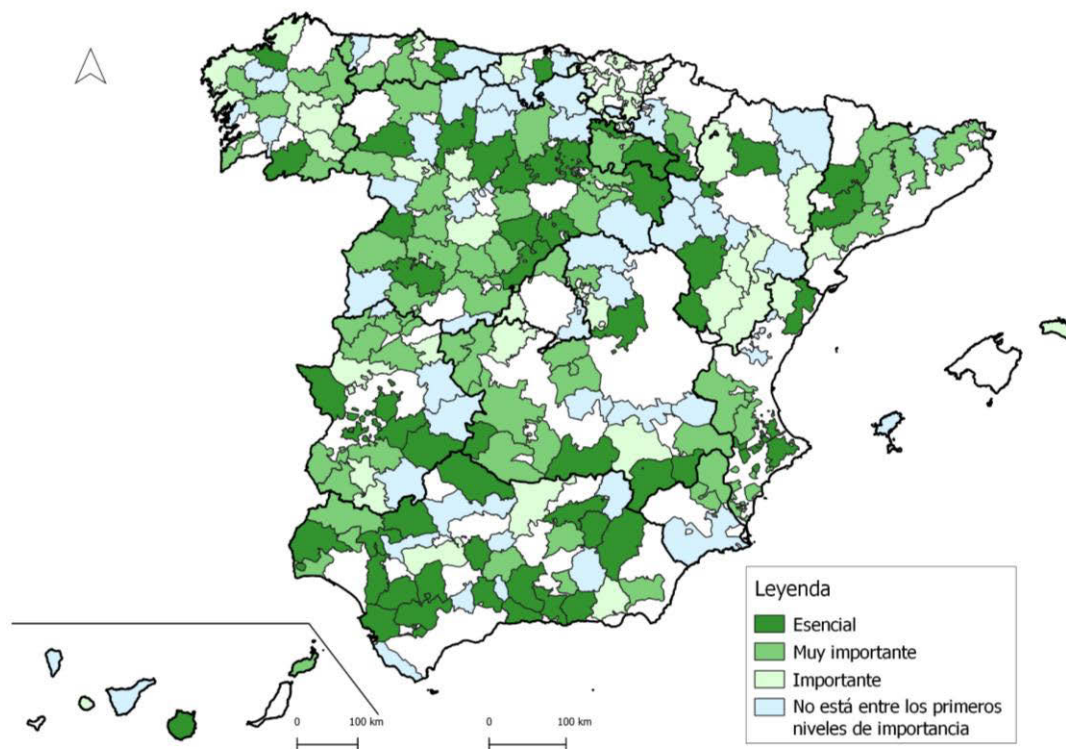 Leyenda
Esencial
Muy importante
Importante
No está entre los primeros
niveles de importancia
0 100 km
0 100 km